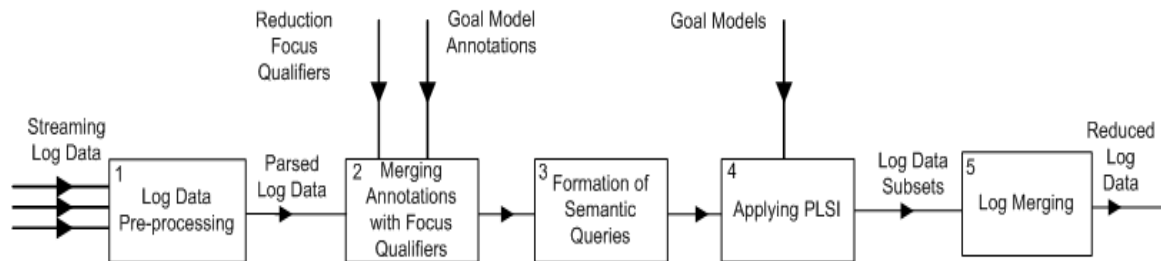 Reduction
Focus
Qualifiers
Goal Model
Annotations
Goal Models
Streaming
Log Data
1
Log Data
Pre-processing
Parsed
Log Data
2
Merging
Annotations
with Focus
Qualifiers
3
Formation of
Semantic
Queries
4
Applying PLSI
Log Data
Subsets
5
Log Merging
Reduced
Log
Data